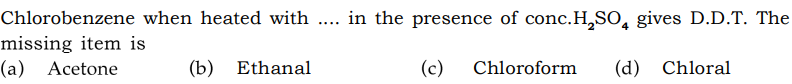 Chlorobenzene when heated with .... in the presence of conc.H₂SO₄ gives D.D.T. The
missing item is
(a) Acetone (b) Ethanal (c) Chloroform (d) Chloral